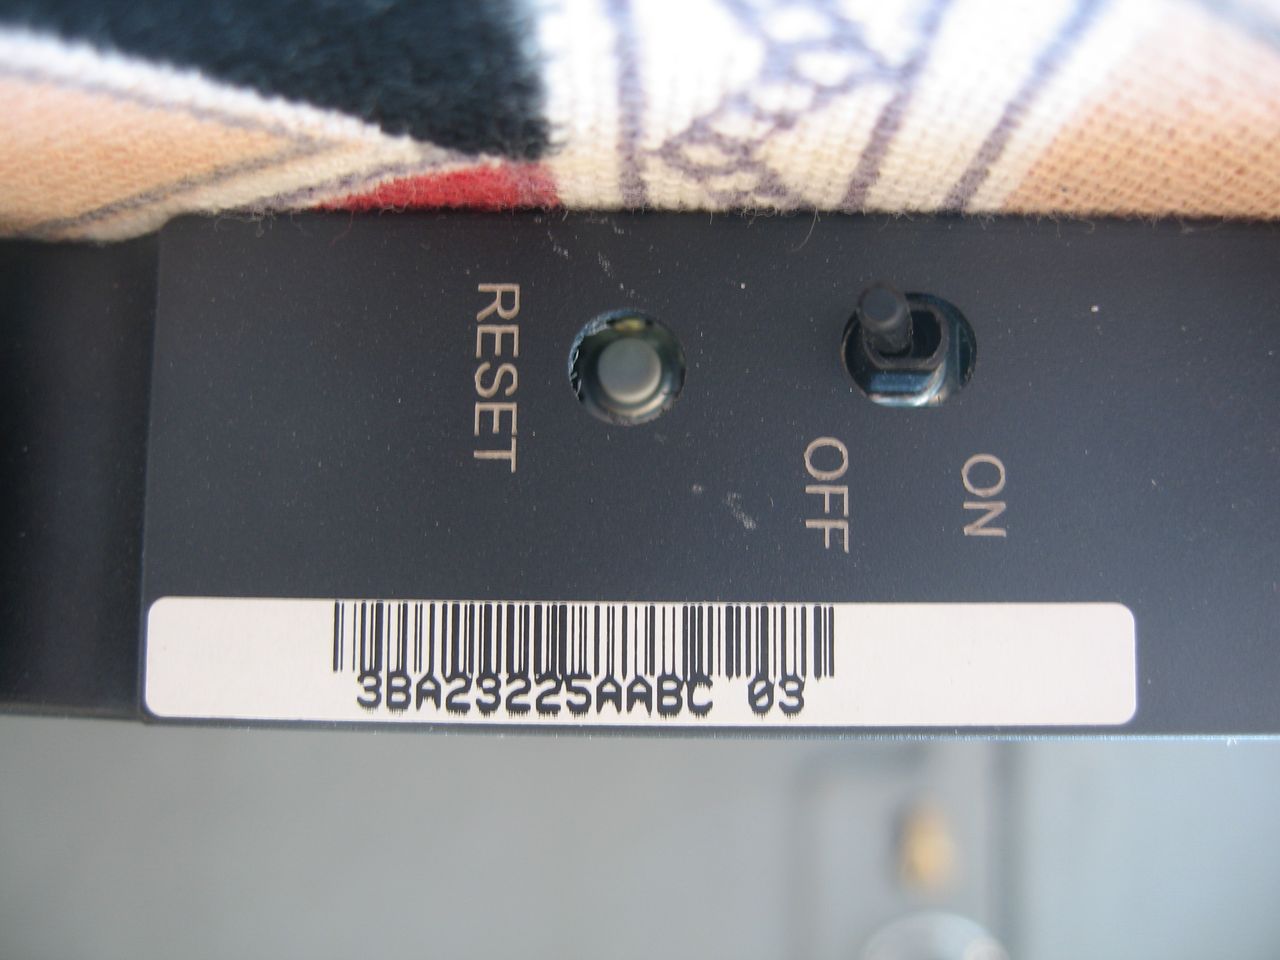 RESET
OFF
ON
3BA23225AABC 03